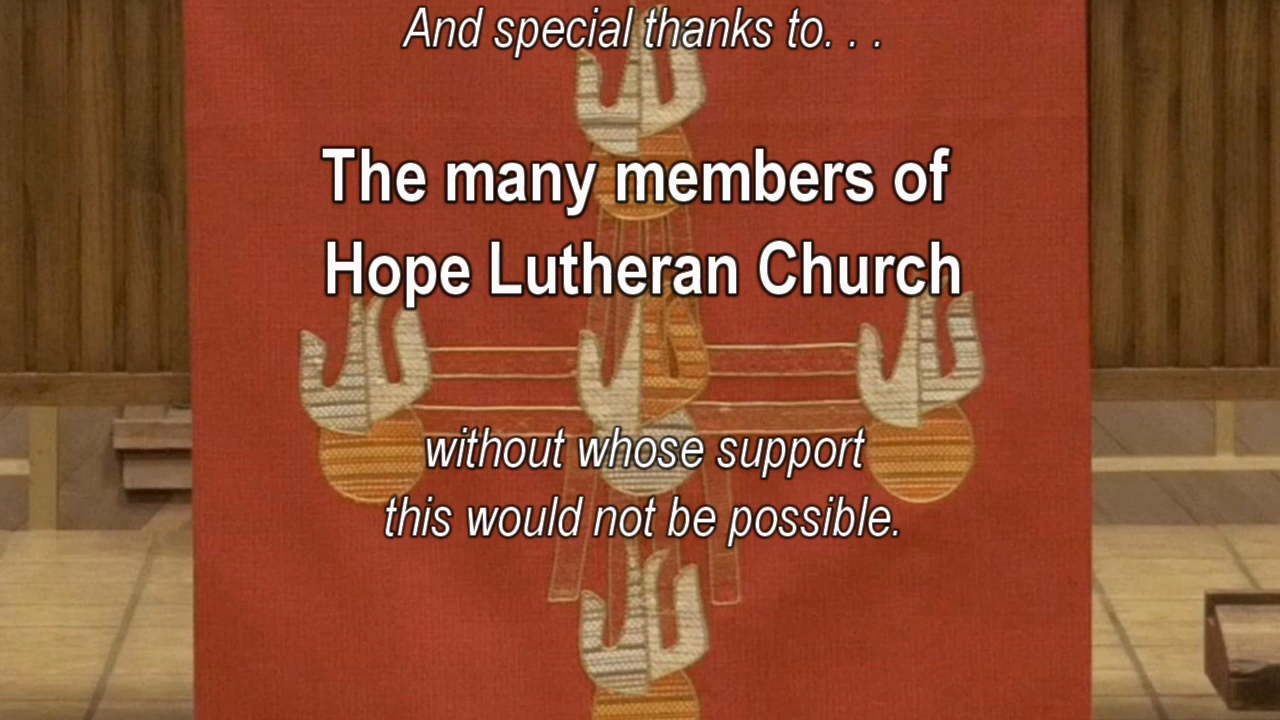 And special thanks to. . .
The many members of
Hope Lutheran Church
without whose support
this would not be possible.